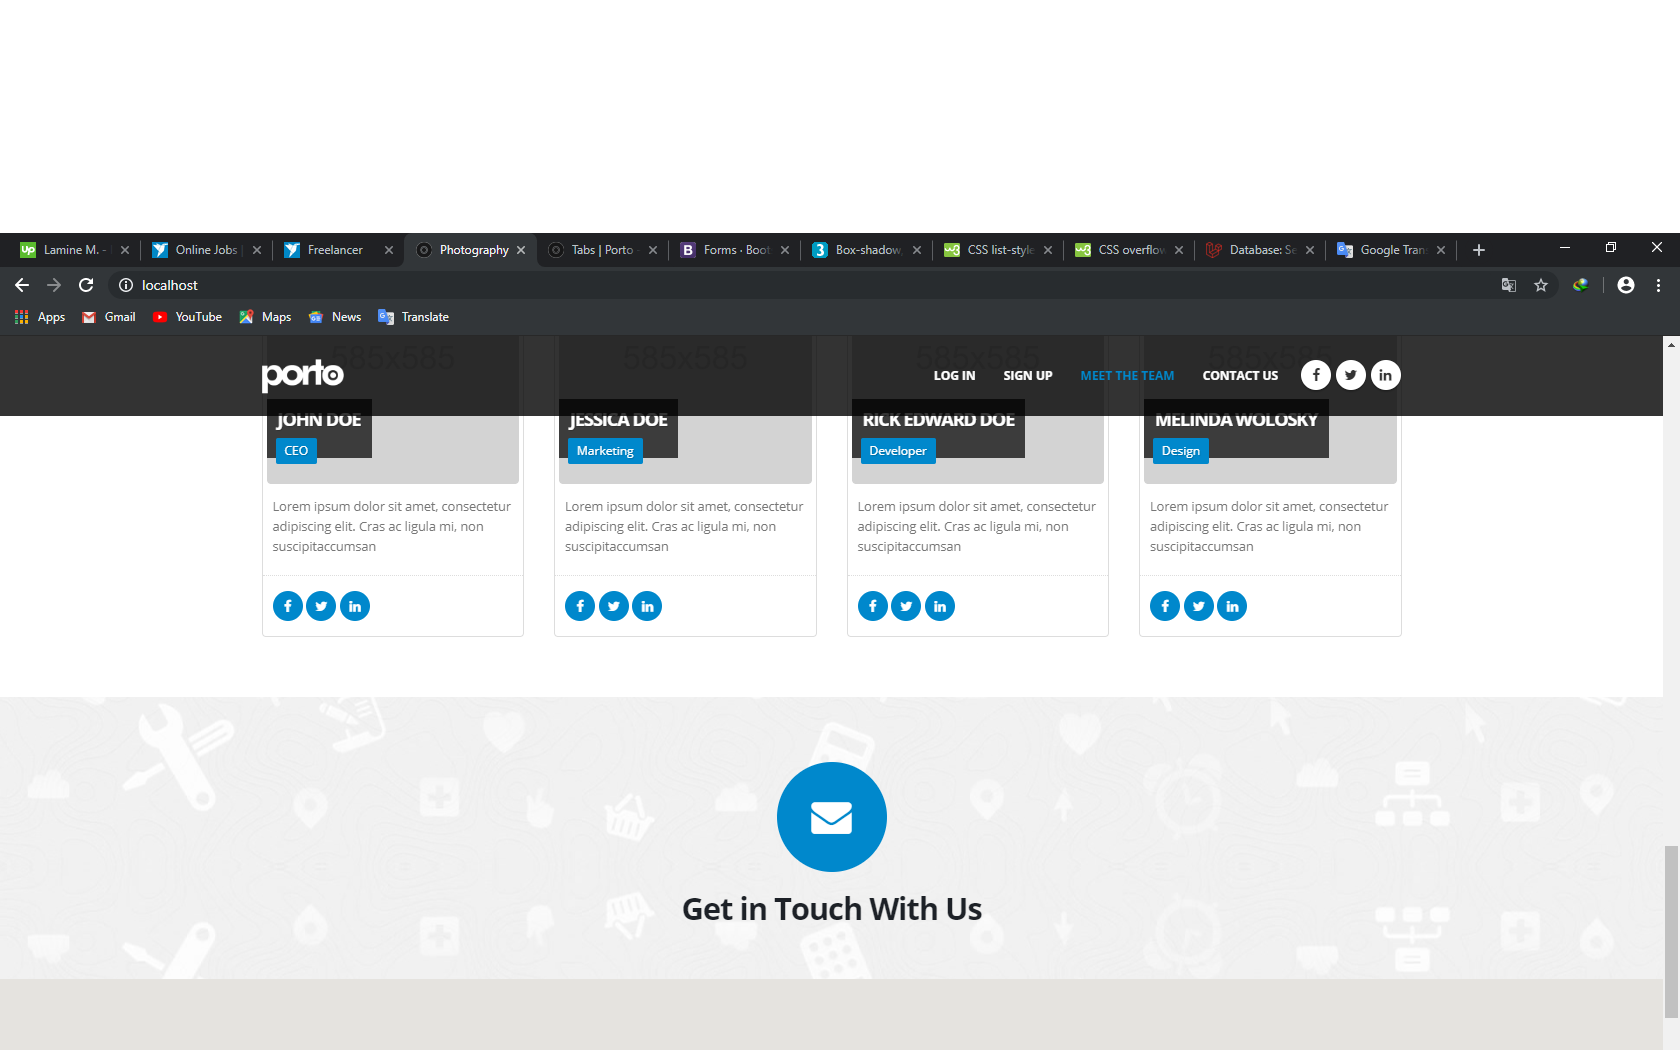 Lamine M. -
Online Jobs |
Freelancer
Photography
Tabs | Porto -
Forms · Boot
Box-shadow,
CSS list-style
CSS overflow
Database: Se
Google Tran
localhost
Apps
Gmail
YouTube
Maps
News
Translate
585x585
585x585
585x585
585x585
porto
LOG IN
SIGN UP
MEET THE TEAM
CONTACT US
JOHN DOE
CEO
Lorem ipsum dolor sit amet, consectetur
adipiscing elit. Cras ac ligula mi, non
suscipitaccumsan
JESSICA DOE
Marketing
Lorem ipsum dolor sit amet, consectetur
adipiscing elit. Cras ac ligula mi, non
suscipitaccumsan
RICK EDWARD DOE
Developer
Lorem ipsum dolor sit amet, consectetur
adipiscing elit. Cras ac ligula mi, non
suscipitaccumsan
MELINDA WOLOSKY
Design
Lorem ipsum dolor sit amet, consectetur
adipiscing elit. Cras ac ligula mi, non
suscipitaccumsan
Get in Touch With Us